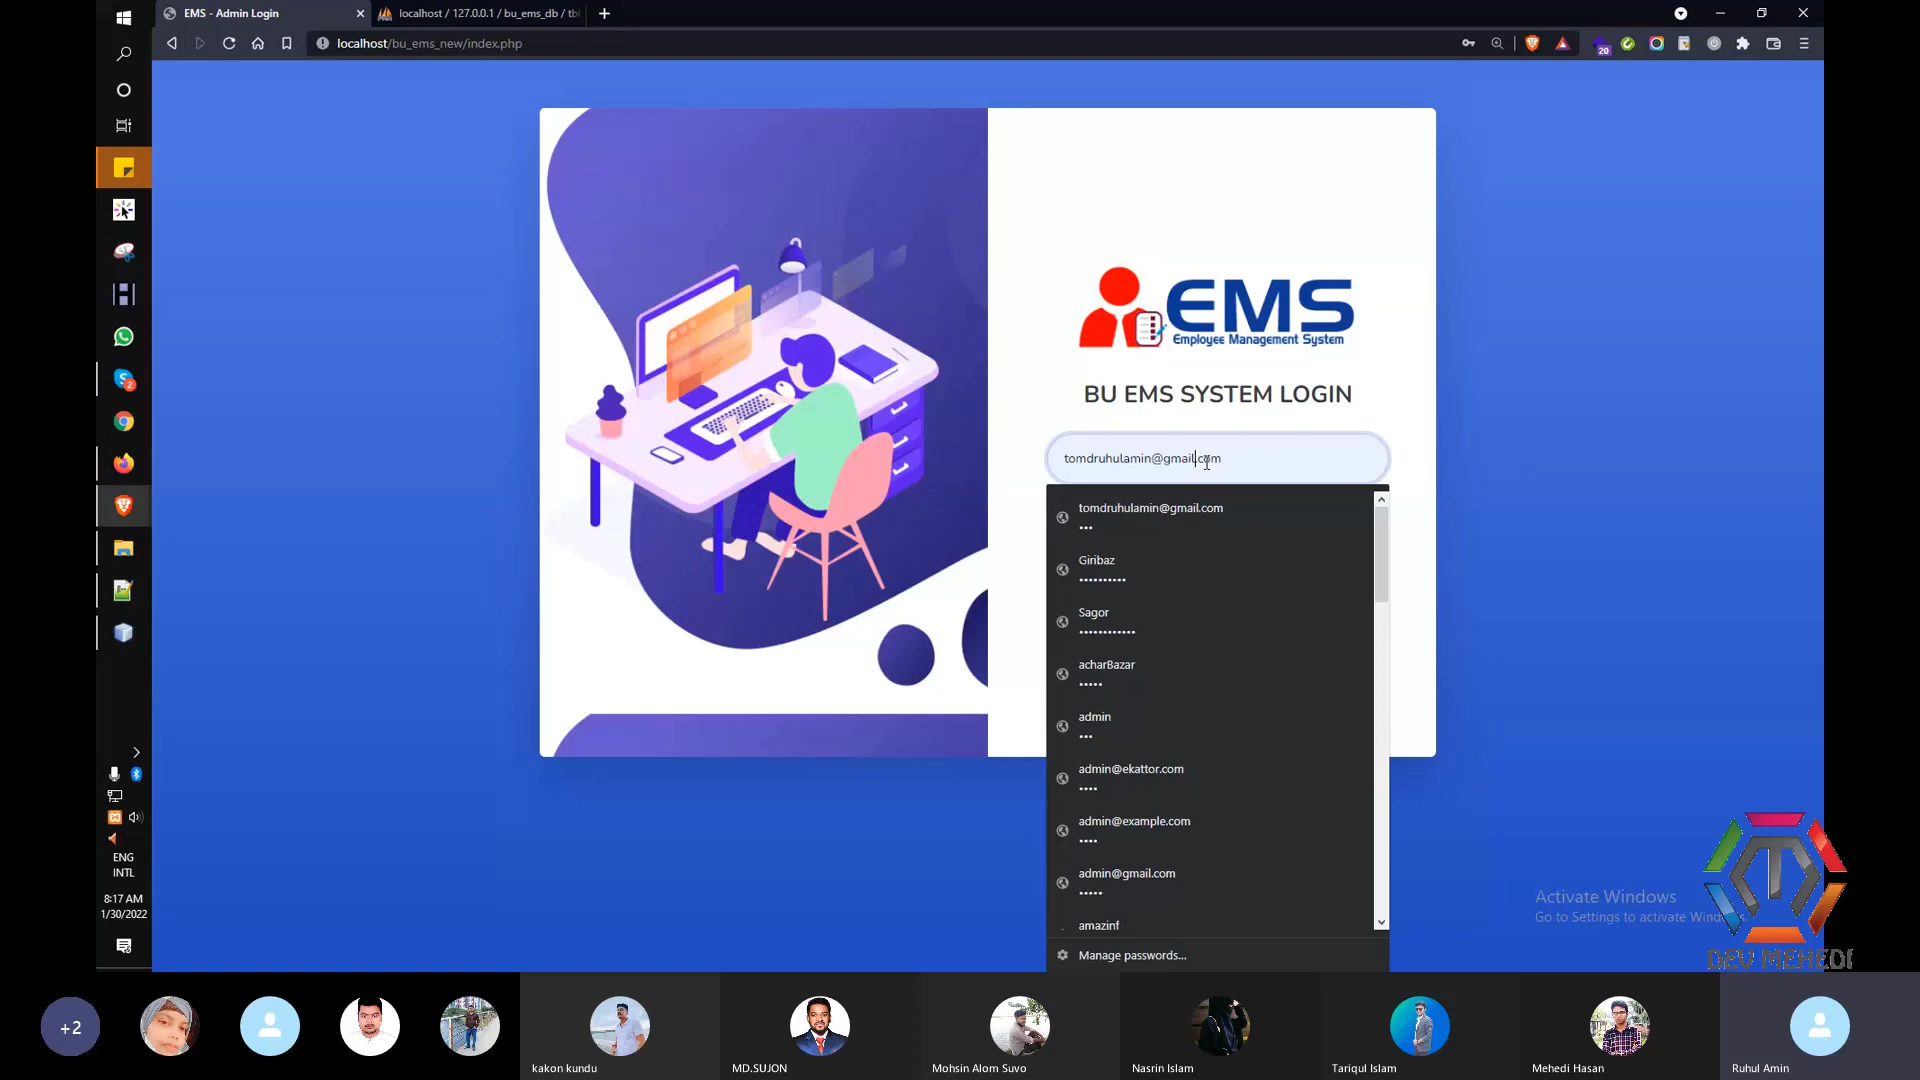 EMS - Admin Login
localhost / 127.0.0.1 / bu_ems_db / tbl
localhost/bu_ems_new/index.php
20
EMS
Employee Management System
BU EMS SYSTEM LOGIN
tomdruhulamin@gmail.com
tomdruhulamin@gmail.com
•••
Giribaz
••••••••••
Sagor
••••••••••••
acharBazar
•••••
admin
•••
admin@ekattor.com
••••
admin@example.com
••••
admin@gmail.com
•••••
amazinf
Manage passwords...
2
ENG
INTL
8:17 AM
1/30/2022
Activate Windows
Go to Settings to activate Windows.
DEV MEHEDI
+2
kakon kundu
MD.SUJON
Mohsin Alom Suvo
Nasrin Islam
Tariqul Islam
Mehedi Hasan
Ruhul Amin